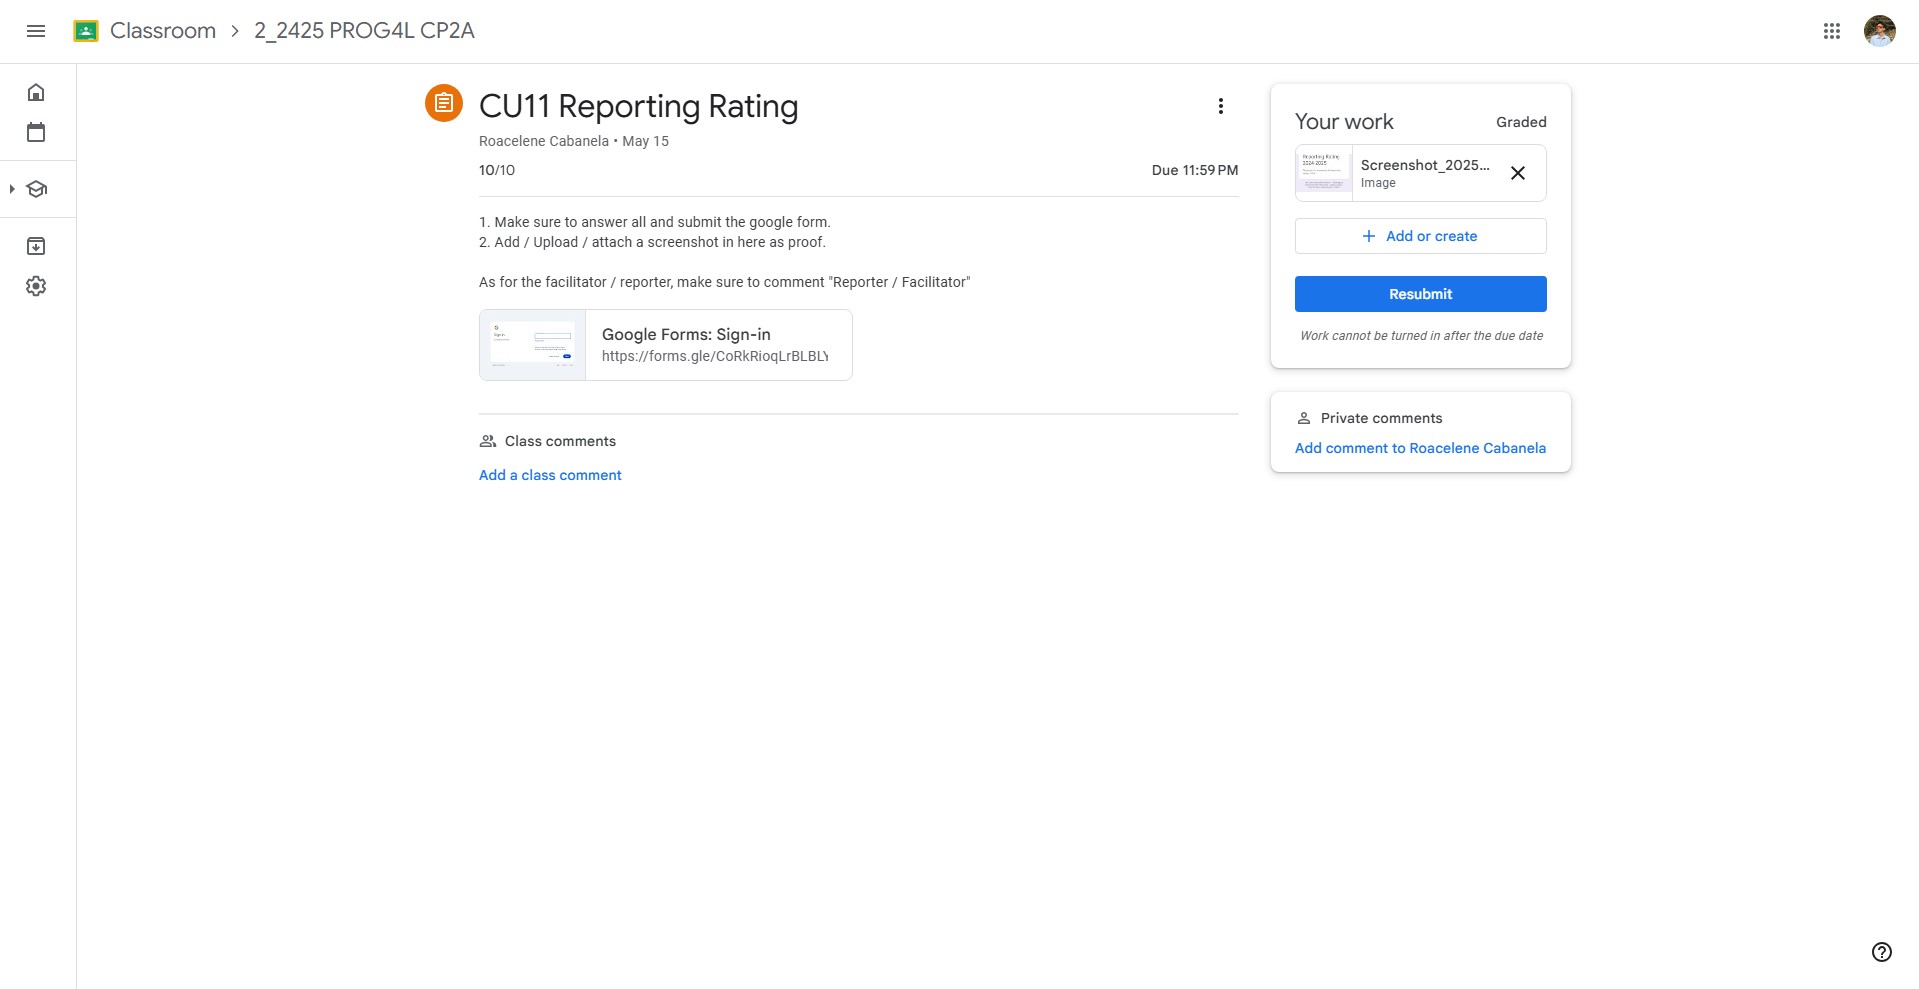 Classroom > 2_2425 PROG4L CP2A
CU11 Reporting Rating
Roacelene Cabanela • May 15
10/10
Due 11:59 PM
1. Make sure to answer all and submit the google form.
2. Add / Upload / attach a screenshot in here as proof.
As for the facilitator / reporter, make sure to comment "Reporter / Facilitator"
Google Forms: Sign-in
https://forms.gle/CoRkRioqLrBLBLY
Class comments
Add a class comment
Your work
Graded
Reporting Rating
2024-2025
Screenshot_2025...
Image
Add or create
Resubmit
Work cannot be turned in after the due date
Private comments
Add comment to Roacelene Cabanela